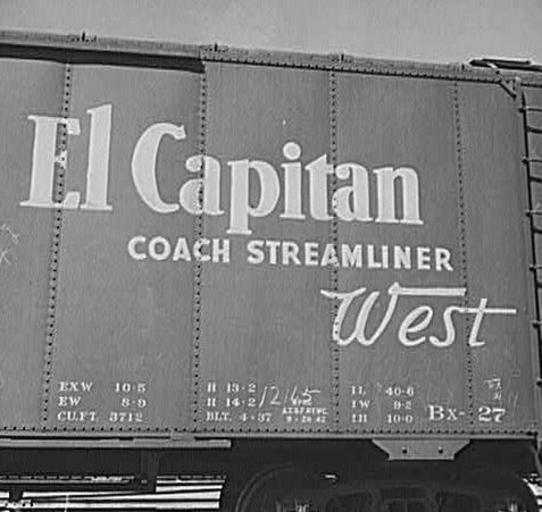 El Capitan
COACH STREAMLINER
West
EXW 10-5
EW 8-9
CU.FT. 3712
H 13-2
H 14-2
BLT. 4-37
12165
IL 40-6
IW 9-2
IH 10-0
Bx-27